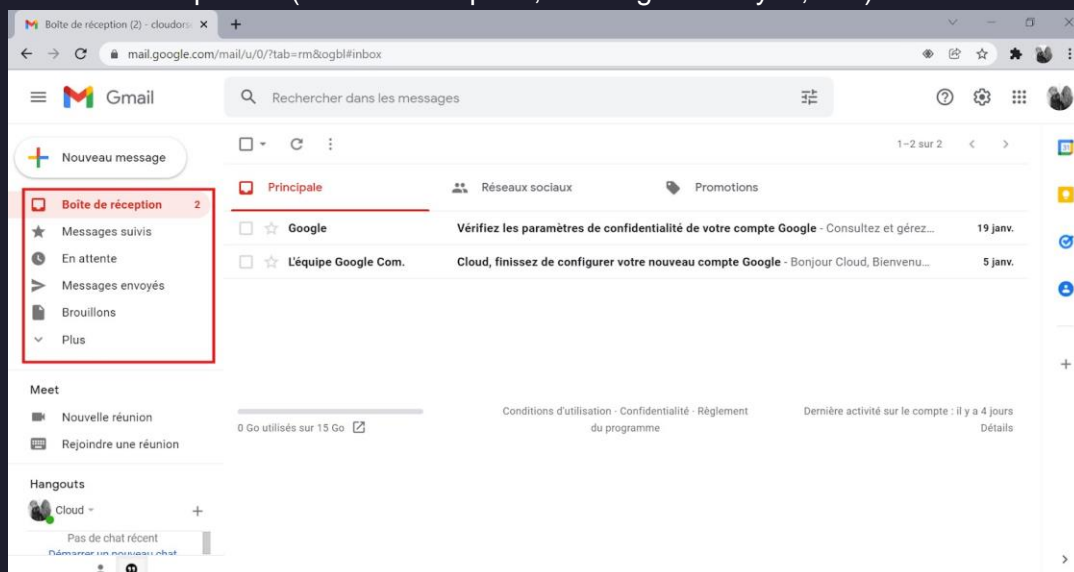 Boîte de réception (2) - cloudors
mail.google.com/mail/u/0/?tab=rm&ogbl#inbox
Gmail
Rechercher dans les messages
Nouveau message
1–2 sur 2
Boîte de réception 2
Messages suivis
En attente
Messages envoyés
Brouillons
Plus
Principale Réseaux sociaux Promotions
Google Vérifiez les paramètres de confidentialité de votre compte Google - Consultez et gérez... 19 janv.
L'équipe Google Com. Cloud, finissez de configurer votre nouveau compte Google - Bonjour Cloud, Bienvenu... 5 janv.
Meet
Nouvelle réunion
Rejoindre une réunion
0 Go utilisés sur 15 Go
Conditions d'utilisation - Confidentialité - Règlement
du programme
Dernière activité sur le compte : il y a 4 jours
Détails
Hangouts
Cloud
Pas de chat récent
Démarrer un nouveau chat